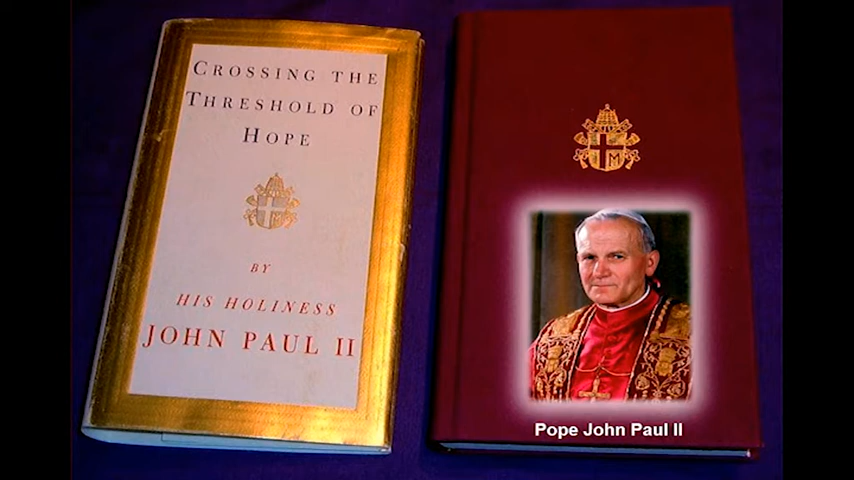 CROSSING THE
THRESHOLD OF
HOPE
BY
HIS HOLINESS
JOHN PAUL II
M
Pope John Paul II